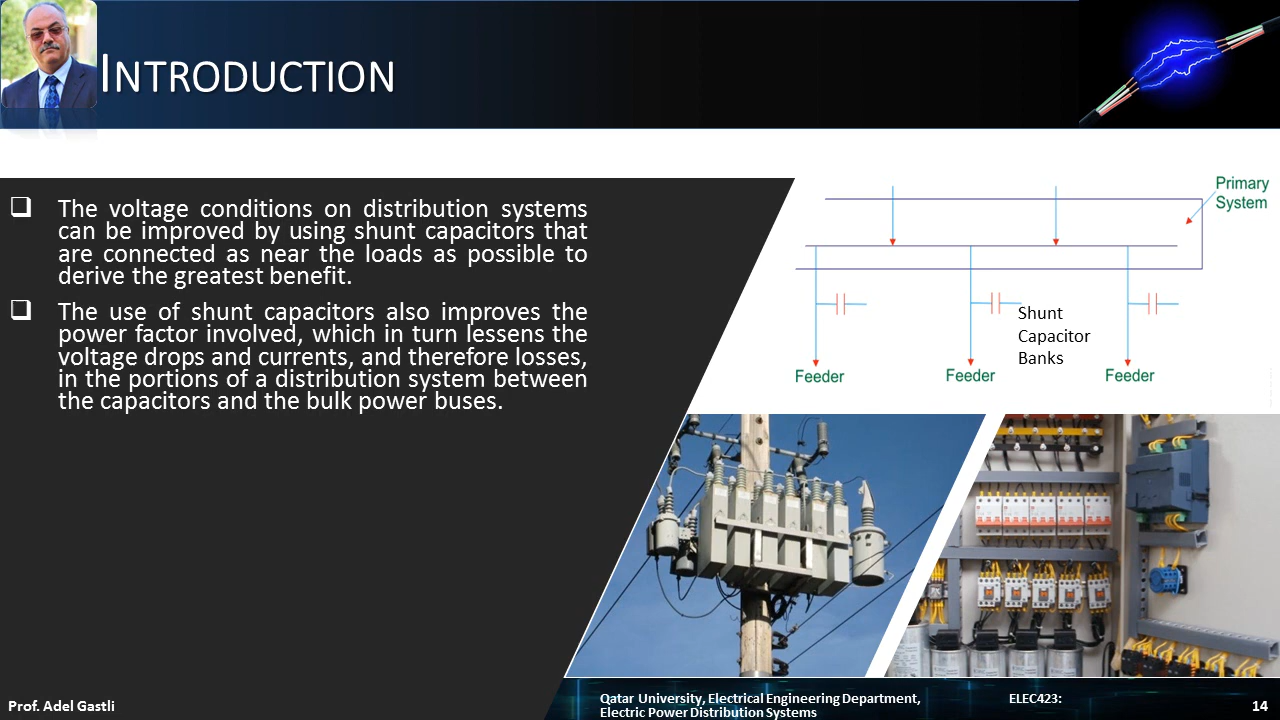 INTRODUCTION
❑ The voltage conditions on distribution systems
can be improved by using shunt capacitors that
are connected as near the loads as possible to
derive the greatest benefit.
❑ The use of shunt capacitors also improves the
power factor involved, which in turn lessens the
voltage drops and currents, and therefore losses,
in the portions of a distribution system between
the capacitors and the bulk power buses.
Primary
System
Shunt
Capacitor
Banks
Feeder
Feeder
Feeder
Prof. Adel Gastli
Qatar University, Electrical Engineering Department, ELEC423:
Electric Power Distribution Systems
14